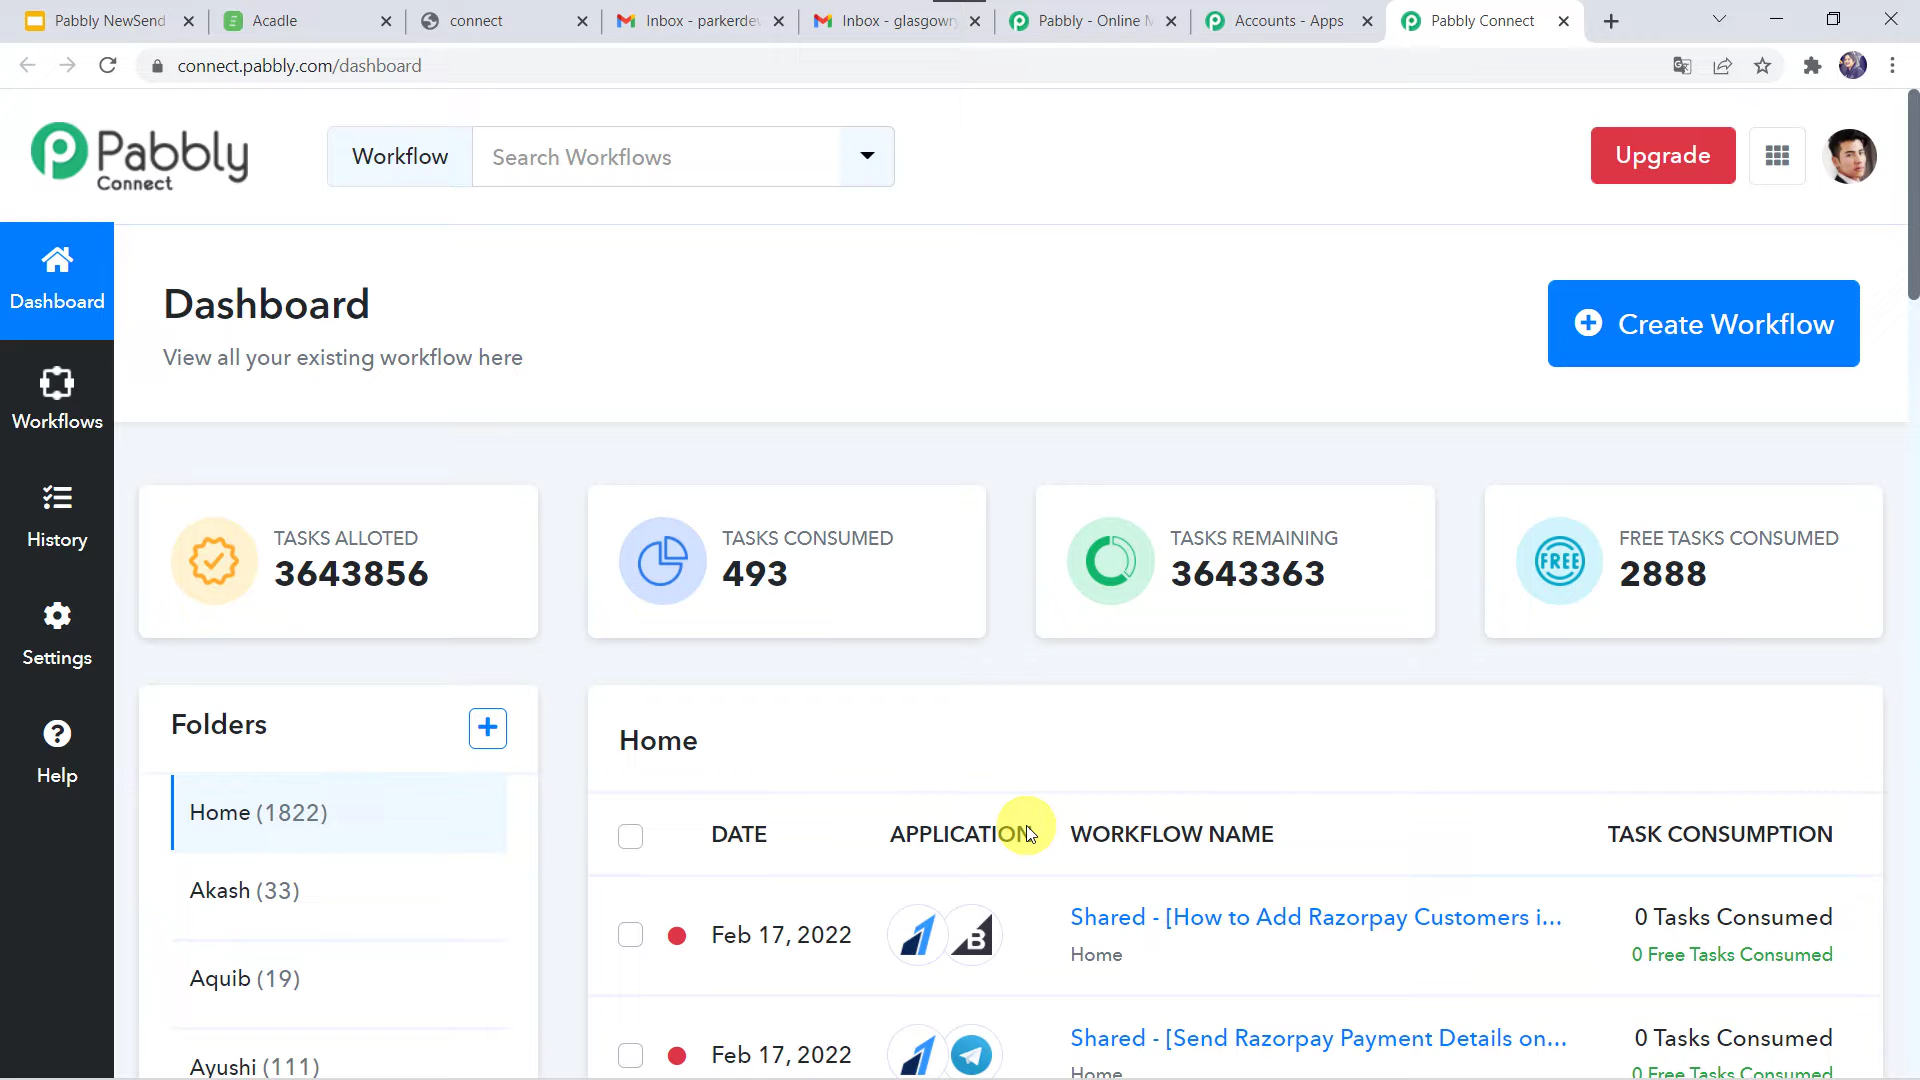 Pabbly NewSend
Acadle
connect
Inbox - parkerde
Inbox - glasgow
Pabbly - Online
Accounts - Apps
Pabbly Connect
connect.pabbly.com/dashboard
Pabbly
Connect
Workflow
Search Workflows
Upgrade
Dashboard
Workflows
History
Settings
Help
Dashboard
View all your existing workflow here
Create Workflow
TASKS ALLOTED
3643856
TASKS CONSUMED
493
TASKS REMAINING
3643363
FREE
FREE TASKS CONSUMED
2888
Folders
Home (1822)
Akash (33)
Aquib (19)
Ayushi (111)
Home
DATE APPLICATION WORKFLOW NAME TASK CONSUMPTION
Feb 17, 2022 Shared - [How to Add Razorpay Customers i... 0 Tasks Consumed
Home 0 Free Tasks Consumed
Feb 17, 2022 Shared - [Send Razorpay Payment Details on... 0 Tasks Consumed
Home 0 Free Tasks Consumed